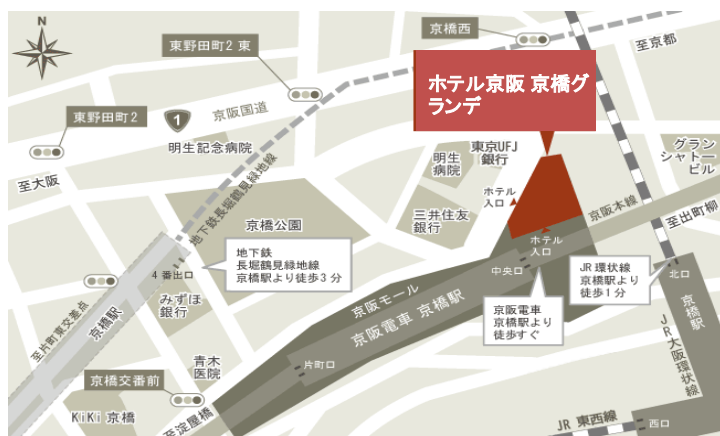 N
京橋西
東野田町2 東
至京都
ホテル京阪 京橋グ
ランデ
東野田町2
1
京阪国道
明生記念病院
東京UFJ
銀行
明生
病院
グラン
シャトー
ビル
至大阪
地下鉄長堀鶴見緑地線
ホテル
入口
三井住友
銀行
京阪本線
至出町柳
京橋公園
ホテル
入口
地下鉄
長堀鶴見緑地線
京橋駅より徒歩3分
4番出口
中央口
JR環状線
京橋駅より
徒歩1分
北口
京橋駅
みずほ
銀行
京阪モール
京阪電車 京橋駅
京阪電車
京橋駅より
徒歩すぐ
京橋駅
至片町東交差点
JR大阪環状線
青木
医院
片町口
京橋交番前
KiKi 京橋
至淀屋橋
JR 東西線
西口